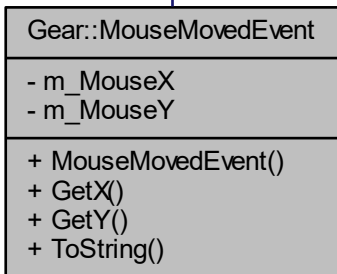 Gear::MouseMovedEvent
- m_MouseX
- m_MouseY
+ MouseMovedEvent()
+ GetX()
+ GetY()
+ ToString()